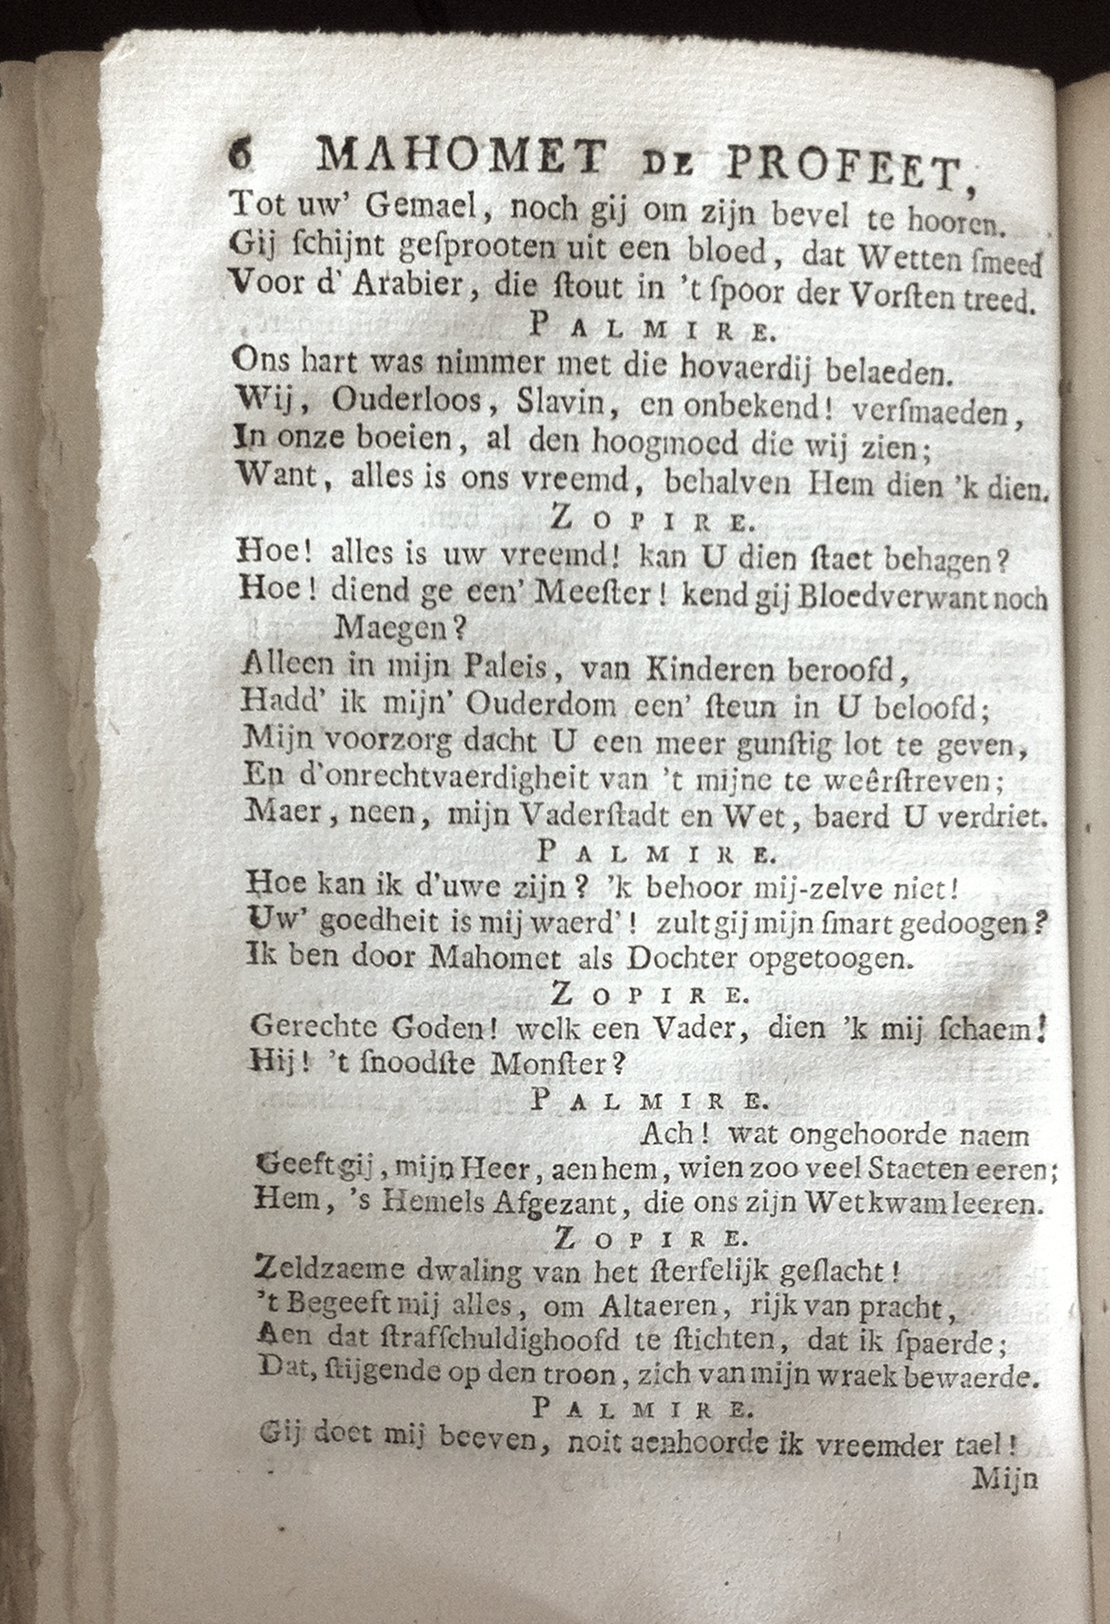 6 MAHOMET DE PROFEET,
Tot uw' Gemael, noch gij om zijn bevel te hooren.
Gij ſchijnt geſprooten uit een bloed, dat Wetten ſmeed
Voor d' Arabier, die ſtout in 't ſpoor der Vorſten treed.
PALMIRE.
Ons hart was nimmer met die hovaerdij belaeden.
Wij, Ouderloos, Slavin, en onbekend! verſmaeden,
In onze boeien, al den hoogmoed die wij zien;
Want, alles is ons vreemd, behalven Hem dien 'k dien.
ZOPIRE.
Hoe! alles is uw vreemd! kan U dien ſtaet behagen?
Hoe! diend ge een' Meeſter! kend gij Bloedverwant noch
Maegen?
Alleen in mijn Paleis, van Kinderen beroofd,
Hadd' ik mijn' Ouderdom een' ſteun in U beloofd;
Mijn voorzorg dacht U een meer gunſtig lot te geven,
En d'onrechtvaerdigheit van 't mijne te weêrſtreven;
Maer, neen, mijn Vaderſtadt en Wet, baerd U verdriet.
PALMIRE.
Hoe kan ik d'uwe zijn? 'k behoor mij-zelve niet!
Uw' goedheit is mij waerd'! zult gij mijn ſmart gedoogen?
Ik ben door Mahomet als Dochter opgetoogen.
ZOPIRE.
Gerechte Goden! welk een Vader, dien 'k mij ſchaem!
Hij! 't ſnoodſte Monſter?
PALMIRE.
Ach! wat ongehoorde naem
Geeft gij, mijn Heer, aen hem, wien zoo veel Staeten eeren;
Hem, 's Hemels Afgezant, die ons zijn Wet kwam leeren.
ZOPIRE.
Zeldzaeme dwaling van het ſterfelijk geſlacht!
't Begeeft mij alles, om Altaeren, rijk van pracht,
Aen dat ſtraffſchuldighoofd te ſtichten, dat ik ſpaerde;
Dat, ſtijgende op den troon, zich van mijn wraek bewaerde.
PALMIRE.
Gij doet mij beeven, noit aenhoorde ik vreemder tael!
Mijn